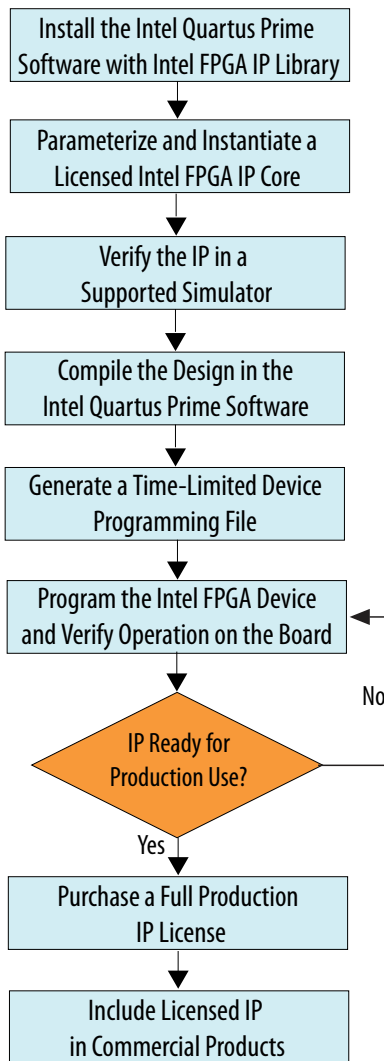 Install the Intel Quartus Prime
Software with Intel FPGA IP Library
Parameterize and Instantiate a
Licensed Intel FPGA IP Core
Verify the IP in a
Supported Simulator
Compile the Design in the
Intel Quartus Prime Software
Generate a Time-Limited Device
Programming File
Program the Intel FPGA Device
and Verify Operation on the Board
No
IP Ready for
Production Use?
Yes
Purchase a Full Production
IP License
Include Licensed IP
in Commercial Products